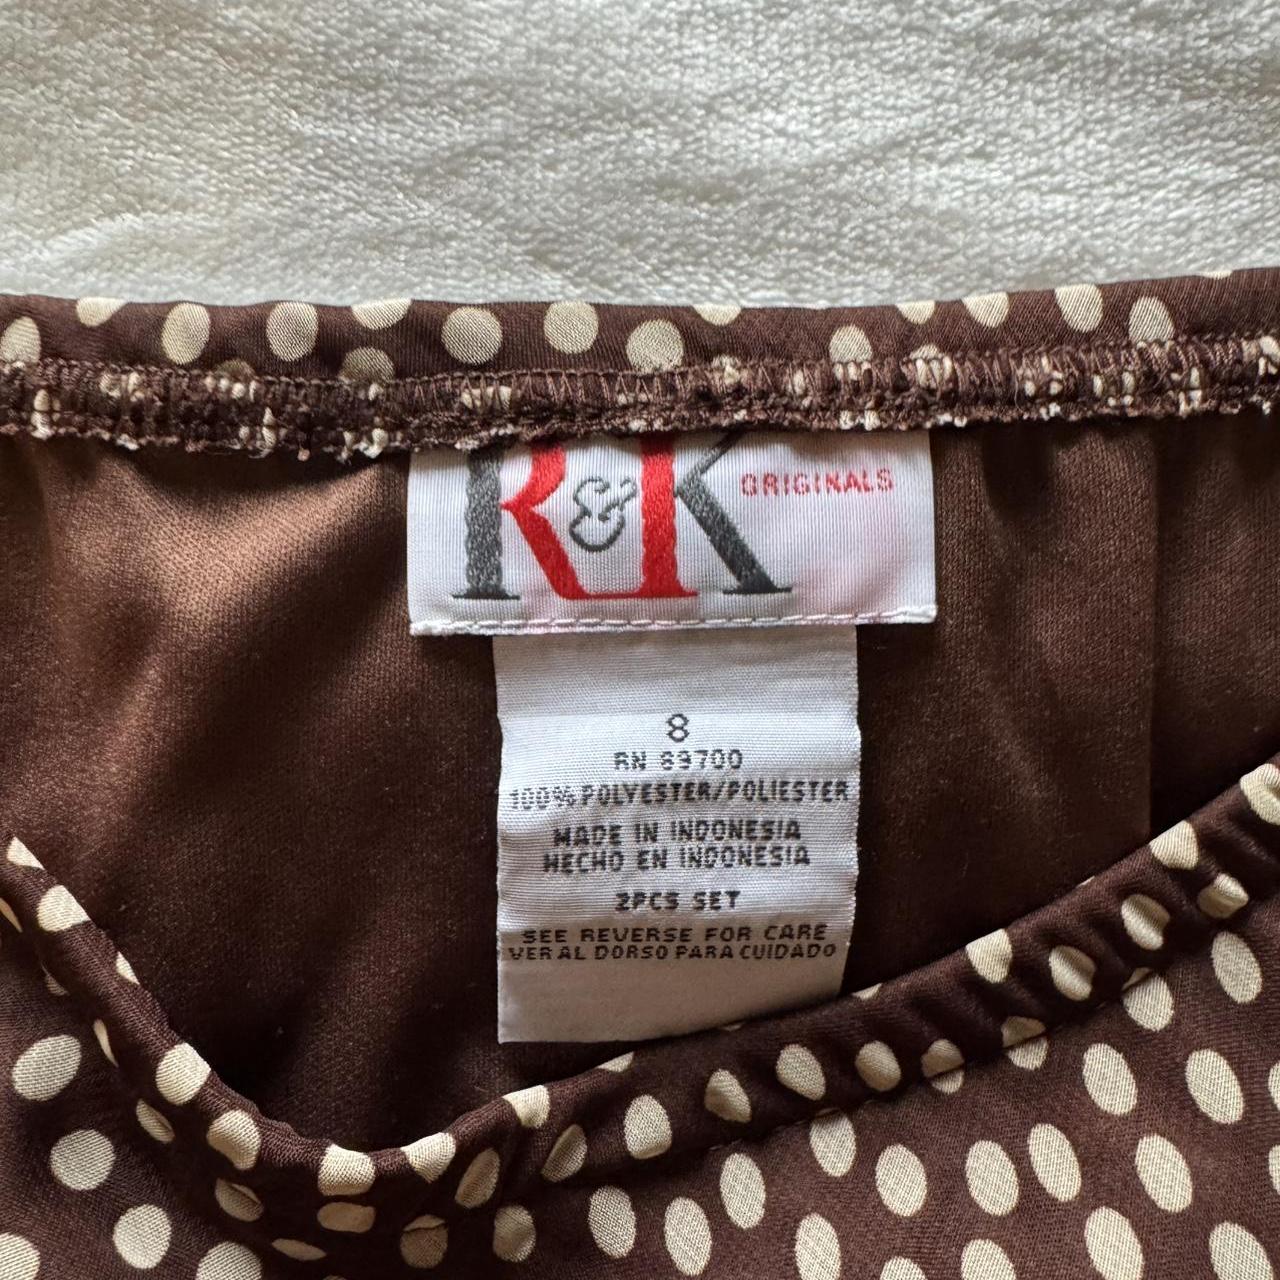 R&K ORIGINALS
8
RN 89700
100% POLYESTER/POLIESTER
MADE IN INDONESIA
HECHO EN INDONESIA
2PCS SET
SEE REVERSE FOR CARE
VER AL DORSO PARA CUIDADO